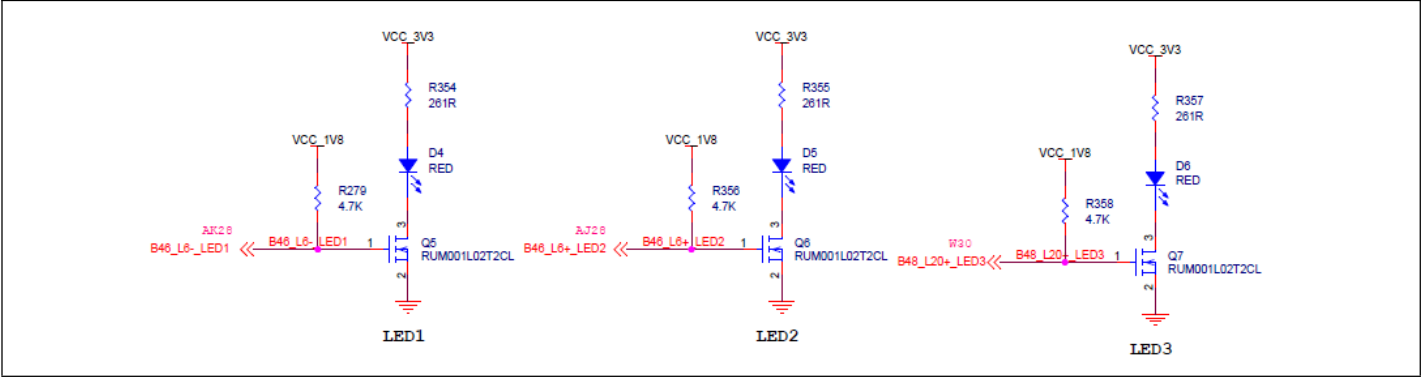 VCC_3V3
R354
261R
VCC_1V8
D4
RED
R279
4.7K
AK28
B46_L6-_LED1
B46_L6-_LED1
1
3
2
Q5
RUM001L02T2CL
LED1
VCC_3V3
R355
261R
VCC_1V8
D5
RED
R356
4.7K
AJ28
B46_L6+_LED2
B46_L6+_LED2
1
3
2
Q6
RUM001L02T2CL
LED2
VCC_3V3
R357
261R
VCC_1V8
D6
RED
R358
4.7K
W30
B48_L20+_LED3
B48_L20+_LED3
1
3
2
Q7
RUM001L02T2CL
LED3